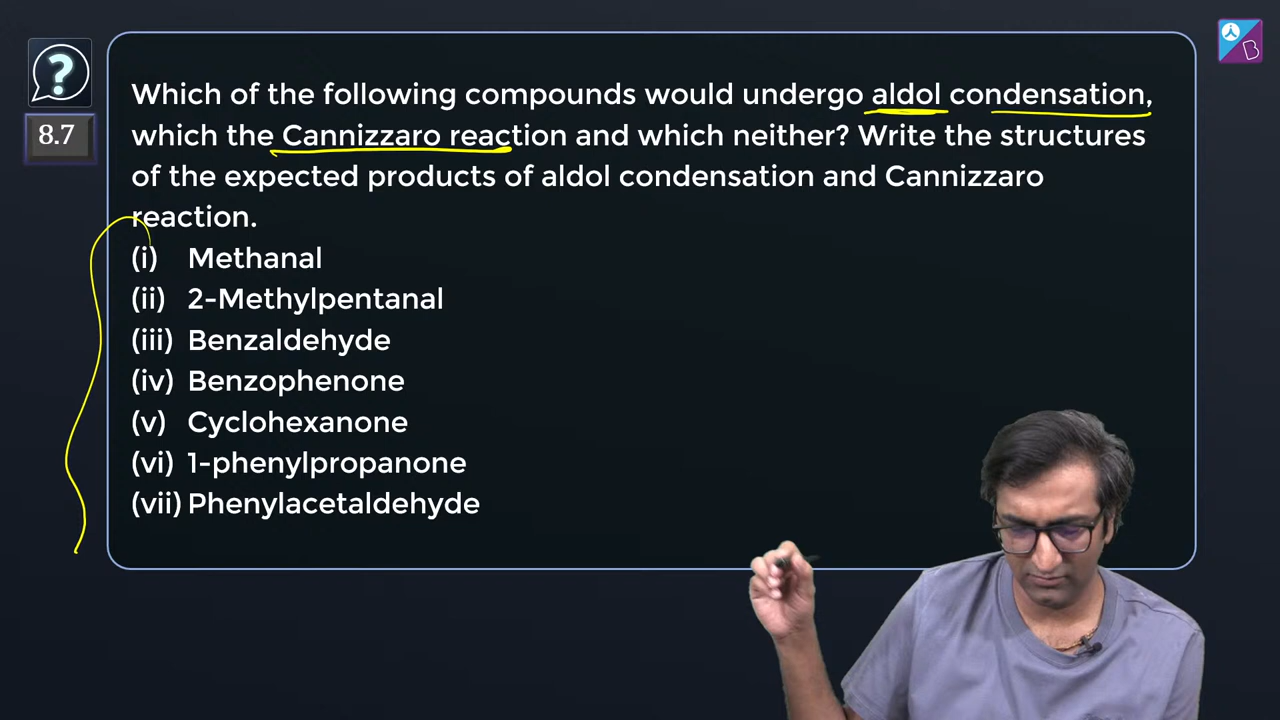 ?
8.7
Which of the following compounds would undergo aldol condensation,
which the Cannizzaro reaction and which neither? Write the structures
of the expected products of aldol condensation and Cannizzaro
reaction.
(i) Methanal
(ii) 2-Methylpentanal
(iii) Benzaldehyde
(iv) Benzophenone
(v) Cyclohexanone
(vi) 1-phenylpropanone
(vii) Phenylacetaldehyde
B